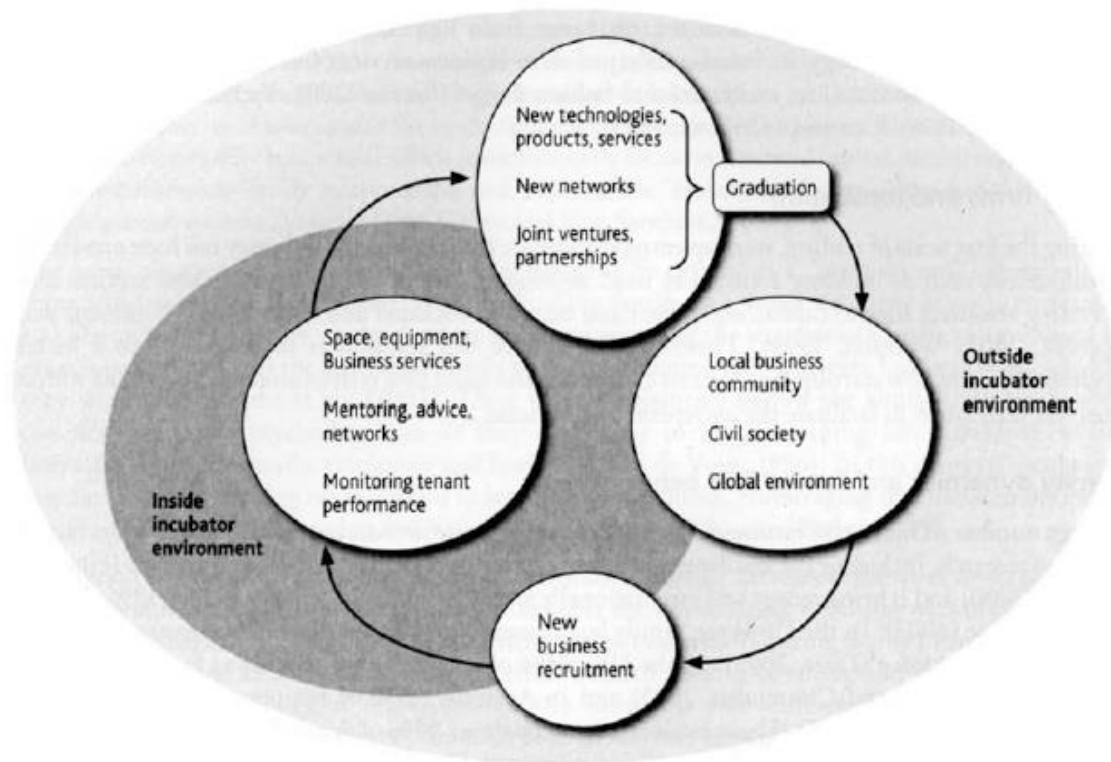 New technologies,
products, services
New networks
Joint ventures,
partnerships
Graduation
Space, equipment,
Business services
Mentoring, advice,
networks
Monitoring tenant
performance
Local business
community
Civil society
Global environment
Outside
incubator
environment
Inside
incubator
environment
New
business
recruitment